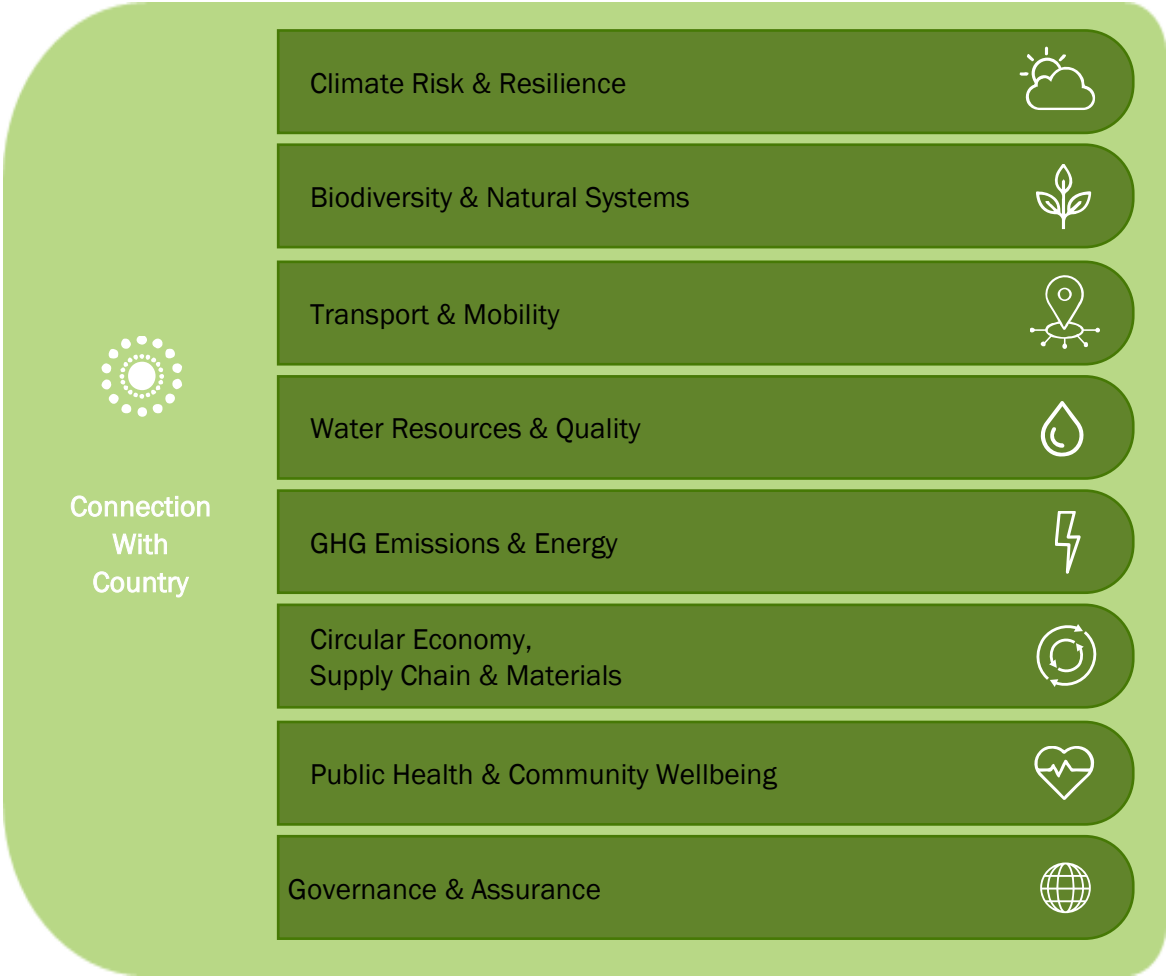 Connection
With
Country
Climate Risk & Resilience
Biodiversity & Natural Systems
Transport & Mobility
Water Resources & Quality
GHG Emissions & Energy
Circular Economy,
Supply Chain & Materials
Public Health & Community Wellbeing
Governance & Assurance